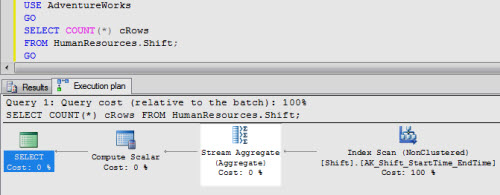 USE AdventureWorks
GO
SELECT COUNT(*) cRows
FROM HumanResources.Shift;
GO
Results Execution plan
Query 1: Query cost (relative to the batch): 100%
SELECT COUNT(*) cRows FROM HumanResources.Shift;
SELECT
Cost: 0 %
Compute Scalar
Cost: 0 %
Stream Aggregate
(Aggregate)
Cost: 0 %
Index Scan (NonClustered)
[Shift].[AK_Shift_StartTime_EndTime]
Cost: 100 %